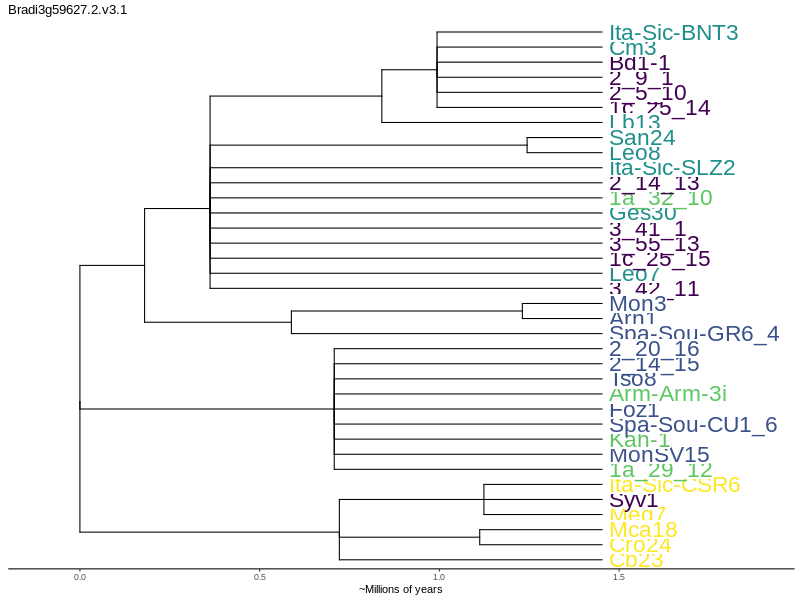 Bradi3g59627.2.v3.1
Ita-Sic-BNT3
Cm3
Bd1-1
2_9_1
2_5_10
1c_25_14
Lb13
San24
Leo8
Ita-Sic-SLZ2
2_14_13
1a_32_10
Ges30
3_41_1
3_55_13
1c_25_15
Leo7
3_42_11
Mon3
Arn1
Spa-Sou-GR6_4
2_20_16
2_14_15
Tso8
Arm-Arm-3i
Foz1
Spa-Sou-CU1_6
Kah-1
MonSV15
1a_29_12
Ita-Sic-CSR6
Syv1
Med7
Mca18
Cro24
Cb23
0.0 0.5 1.0 1.5
~Millions of years